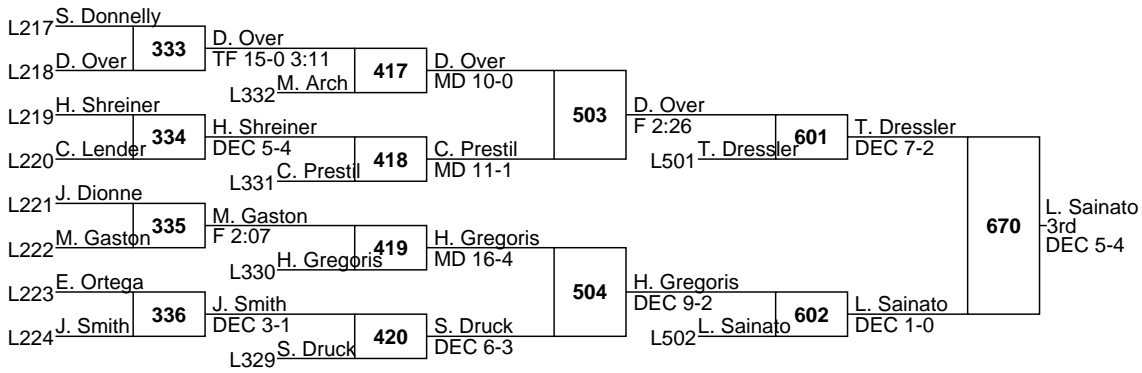 S. Donnelly
L217
333
D. Over
TF 15-0 3:11
D. Over
L218
417
D. Over
MD 10-0
M. Arch
L332
H. Shreiner
L219
503
D. Over
F 2:26
334
H. Shreiner
DEC 5-4
C. Lender
L220
601
T. Dressler
DEC 7-2
T. Dressler
L501
418
C. Prestil
MD 11-1
C. Prestil
L331
J. Dionne
L221
335
M. Gaston
F 2:07
M. Gaston
L222
670
L. Sainato
3rd
DEC 5-4
419
H. Gregoris
MD 16-4
H. Gregoris
L330
E. Ortega
L223
504
H. Gregoris
DEC 9-2
336
J. Smith
DEC 3-1
J. Smith
L224
602
L. Sainato
DEC 1-0
L. Sainato
L502
420
S. Druck
DEC 6-3
S. Druck
L329